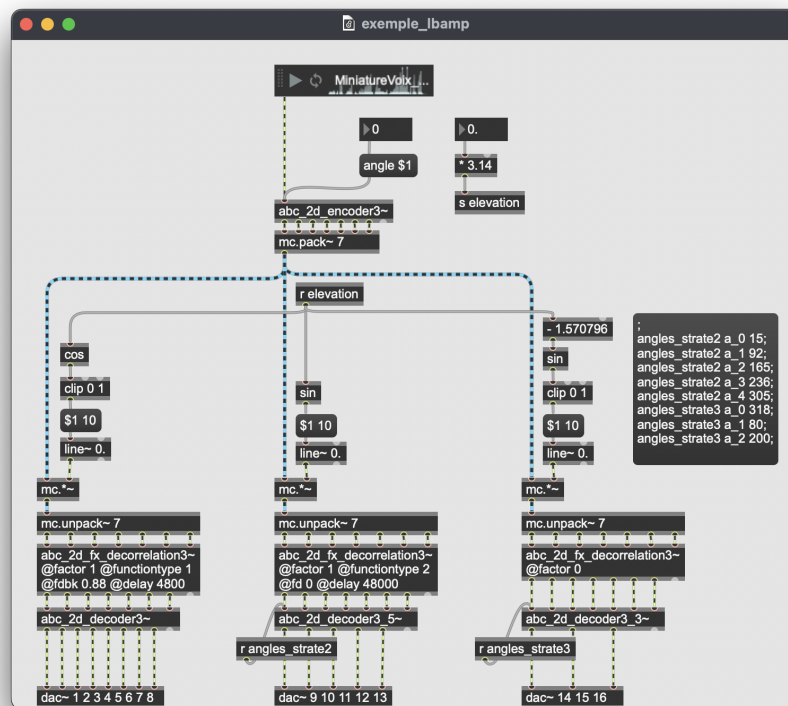 exemple_lbamp
MiniatureVoix_...
0
0.
angle $1
* 3.14
s elevation
abc_2d_encoder3~
mc.pack~ 7
r elevation
- 1.570796
cos
sin
clip 0 1
sin
clip 0 1
$1 10
$1 10
$1 10
line~ 0.
line~ 0.
line~ 0.
;
angles_strate2 a_0 15;
angles_strate2 a_1 92;
angles_strate2 a_2 165;
angles_strate2 a_3 236;
angles_strate2 a_4 305;
angles_strate3 a_0 318;
angles_strate3 a_1 80;
angles_strate3 a_2 200;
mc.*~
mc.*~
mc.*~
mc.unpack~ 7
mc.unpack~ 7
mc.unpack~ 7
abc_2d_fx_decorrelation3~
@factor 1 @functiontype 1
@fdbk 0.88 @delay 4800
abc_2d_fx_decorrelation3~
@factor 1 @functiontype 2
@fd 0 @delay 48000
abc_2d_fx_decorrelation3~
@factor 0
abc_2d_decoder3~
abc_2d_decoder3_5~
abc_2d_decoder3_3~
r angles_strate2
r angles_strate3
dac~ 1 2 3 4 5 6 7 8
dac~ 9 10 11 12 13
dac~ 14 15 16